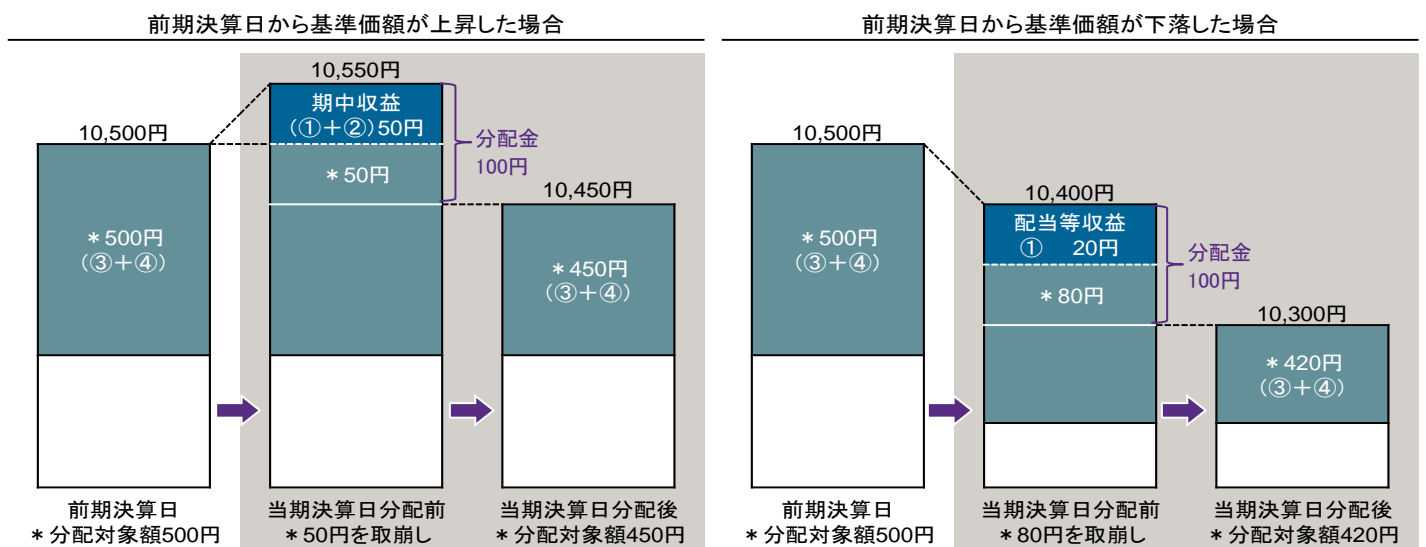 前期決算日から基準価額が上昇した場合
10,500円
10,550円
期中収益
(①+②)50円
＊50円
分配金
100円
10,450円
＊500円
(③+④)
＊450円
(③+④)
前期決算日
＊分配対象額500円
当期決算日分配前
＊50円を取崩し
当期決算日分配後
＊分配対象額450円
前期決算日から基準価額が下落した場合
10,500円
10,400円
配当等収益
① 20円
＊80円
分配金
100円
10,300円
＊500円
(③+④)
＊420円
(③+④)
前期決算日
＊分配対象額500円
当期決算日分配前
＊80円を取崩し
当期決算日分配後
＊分配対象額420円